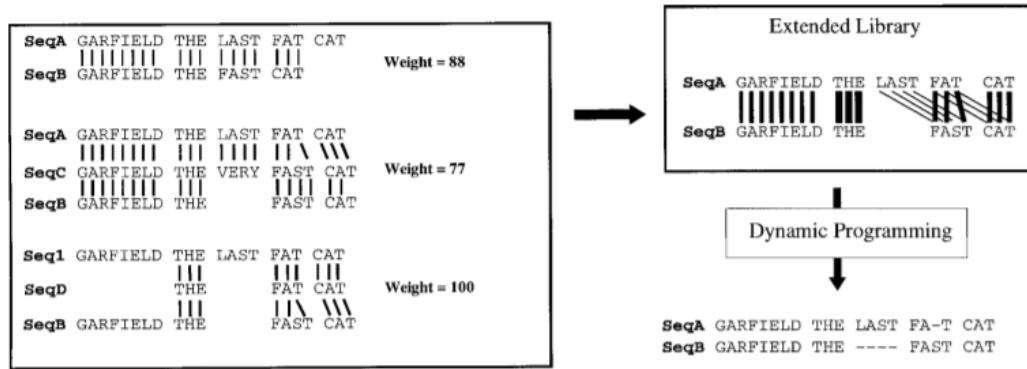 SeqA GARFIELD THE LAST FAT CAT
Weight = 88
SeqB GARFIELD THE FAST CAT
SeqA GARFIELD THE LAST FAT CAT
SeqC GARFIELD THE VERY FAST CAT
Weight = 77
SeqB GARFIELD THE FAST CAT
Seq1 GARFIELD THE LAST FAT CAT
SeqD THE FAT CAT
Weight = 100
SeqB GARFIELD THE FAST CAT
Extended Library
SeqA GARFIELD THE LAST FAT CAT
SeqB GARFIELD THE FAST CAT
Dynamic Programming
SeqA GARFIELD THE LAST FA-T CAT
SeqB GARFIELD THE ---- FAST CAT